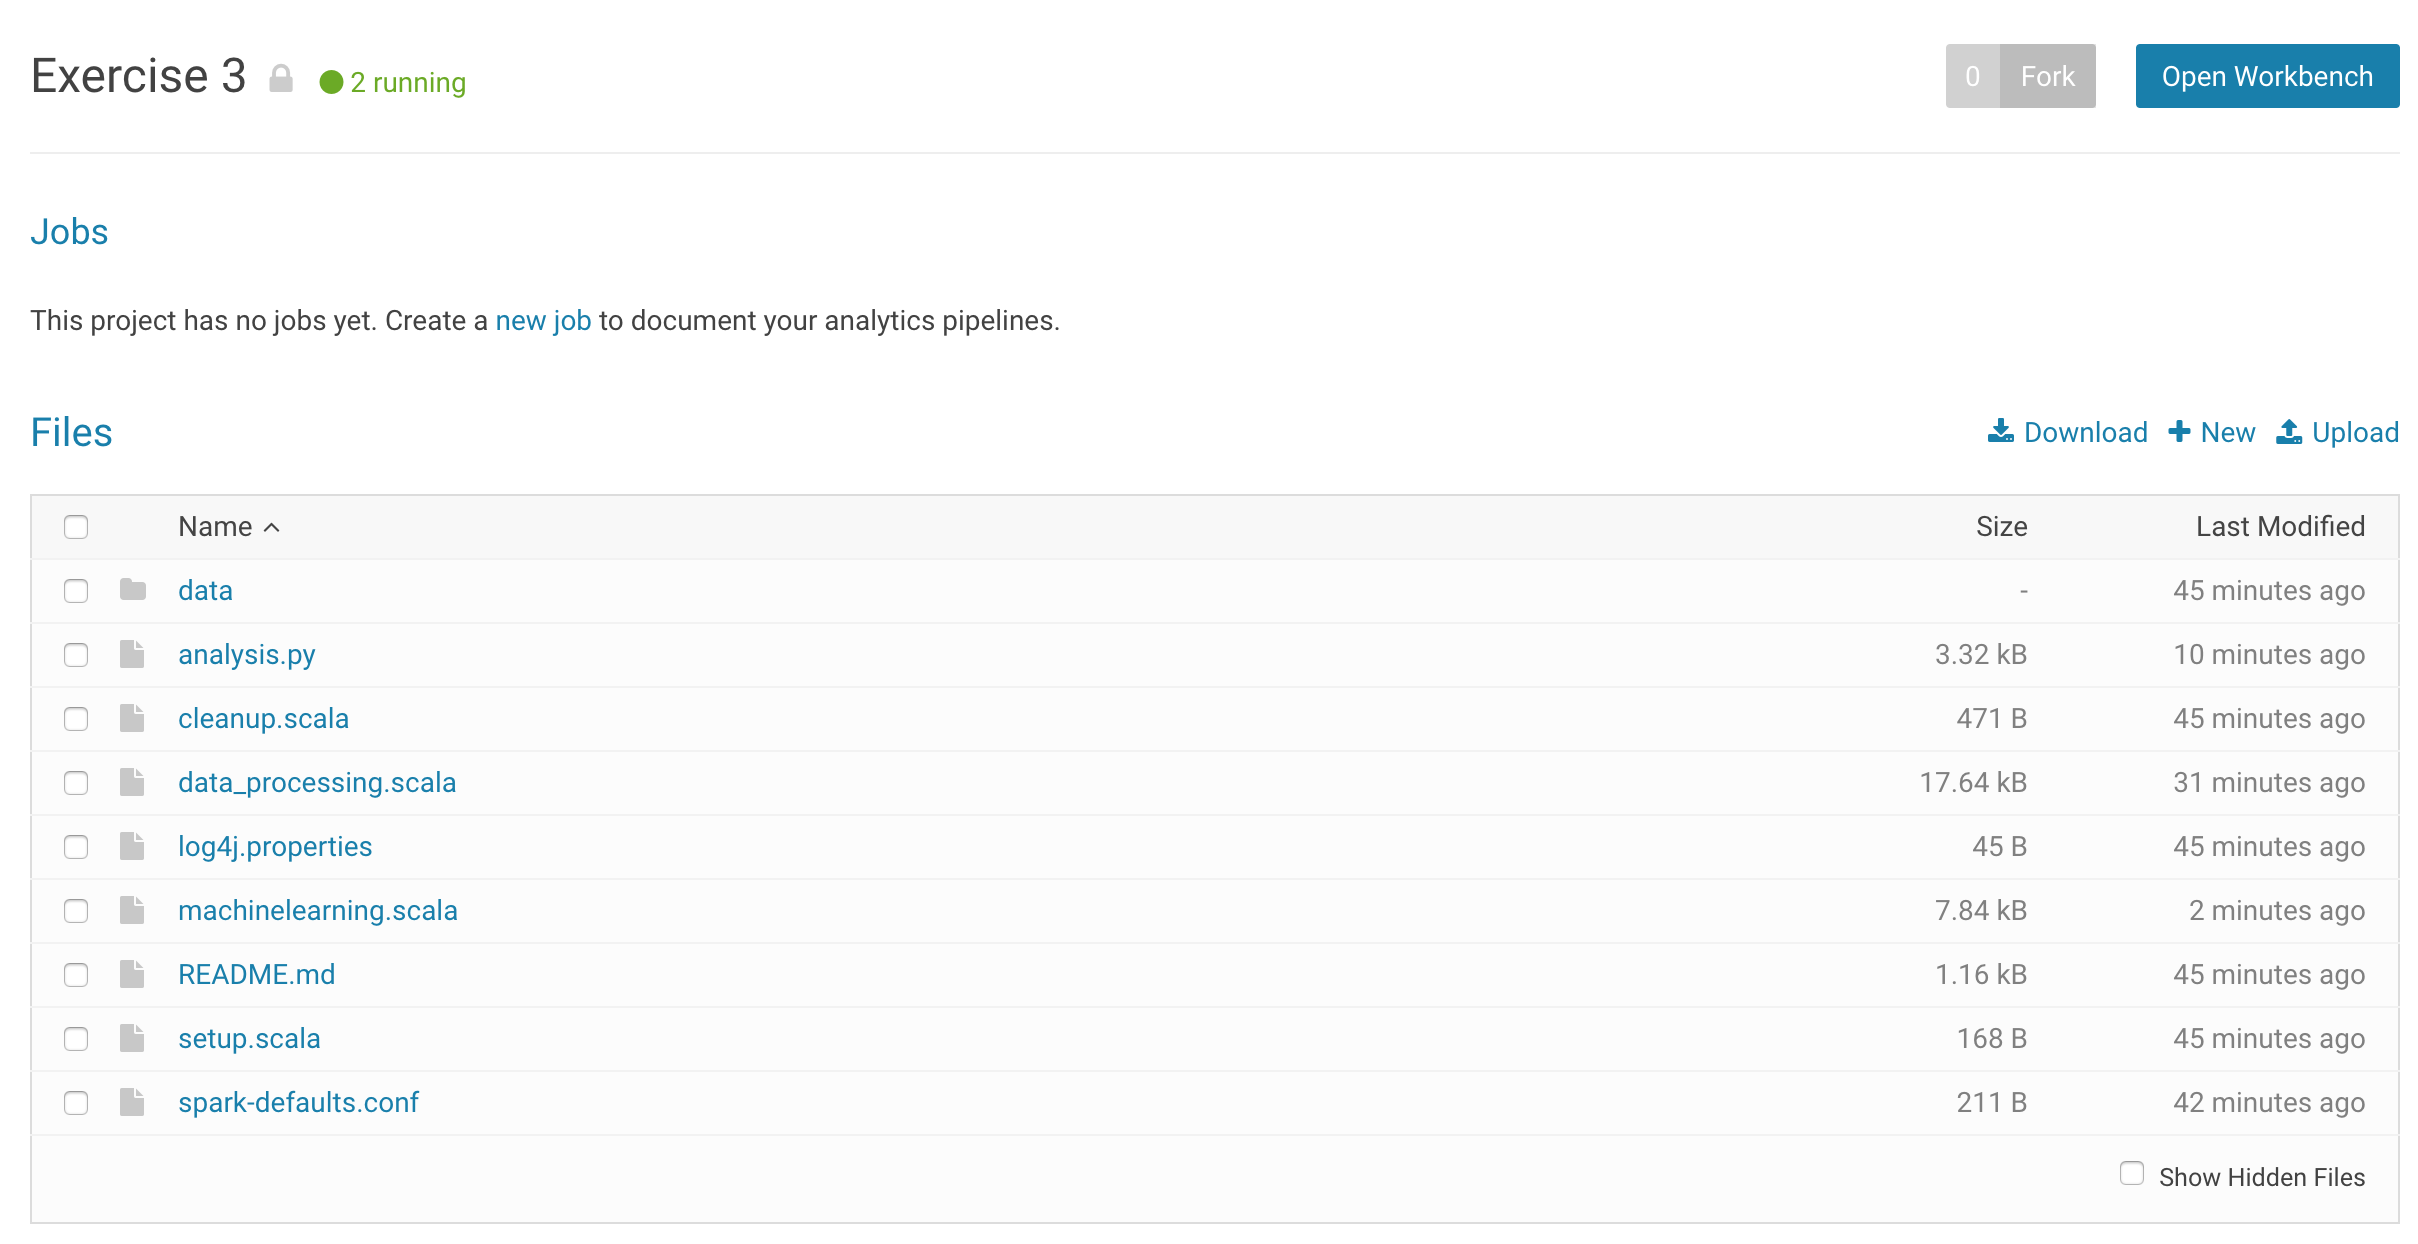 Exercise 3 2 running 0 Fork Open Workbench
Jobs
This project has no jobs yet. Create a new job to document your analytics pipelines.
Files Download New Upload
Name Size Last Modified
data - 45 minutes ago
analysis.py 3.32 kB 10 minutes ago
cleanup.scala 471 B 45 minutes ago
data_processing.scala 17.64 kB 31 minutes ago
log4j.properties 45 B 45 minutes ago
machinelearning.scala 7.84 kB 2 minutes ago
README.md 1.16 kB 45 minutes ago
setup.scala 168 B 45 minutes ago
spark-defaults.conf 211 B 42 minutes ago
Show Hidden Files